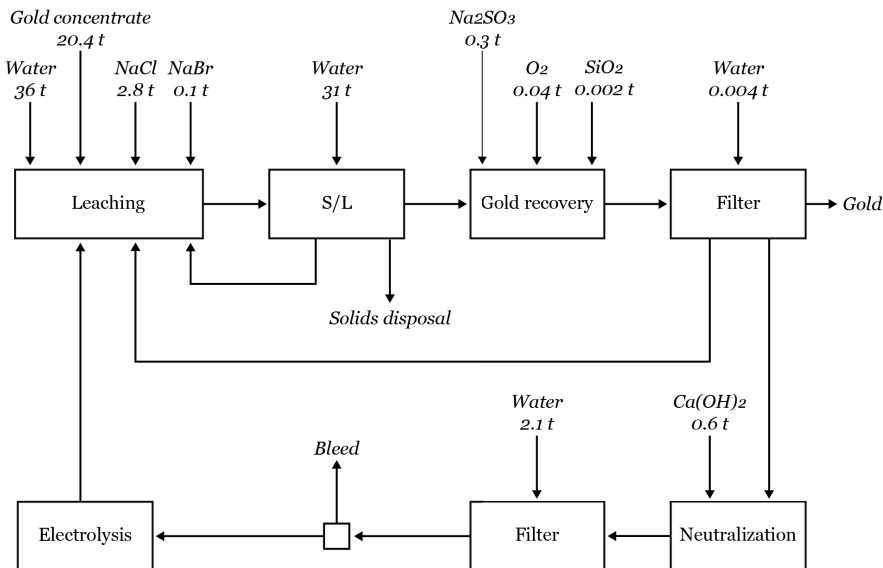 Gold concentrate
20.4 t
Water
36 t
NaCl
2.8 t
NaBr
0.1 t
Water
31 t
Na2SO3
0.3 t
O2
0.04 t
SiO2
0.002 t
Water
0.004 t
Leaching
S/L
Gold recovery
Filter
Gold
Solids disposal
Water
2.1 t
Ca(OH)2
0.6 t
Bleed
Electrolysis
Filter
Neutralization